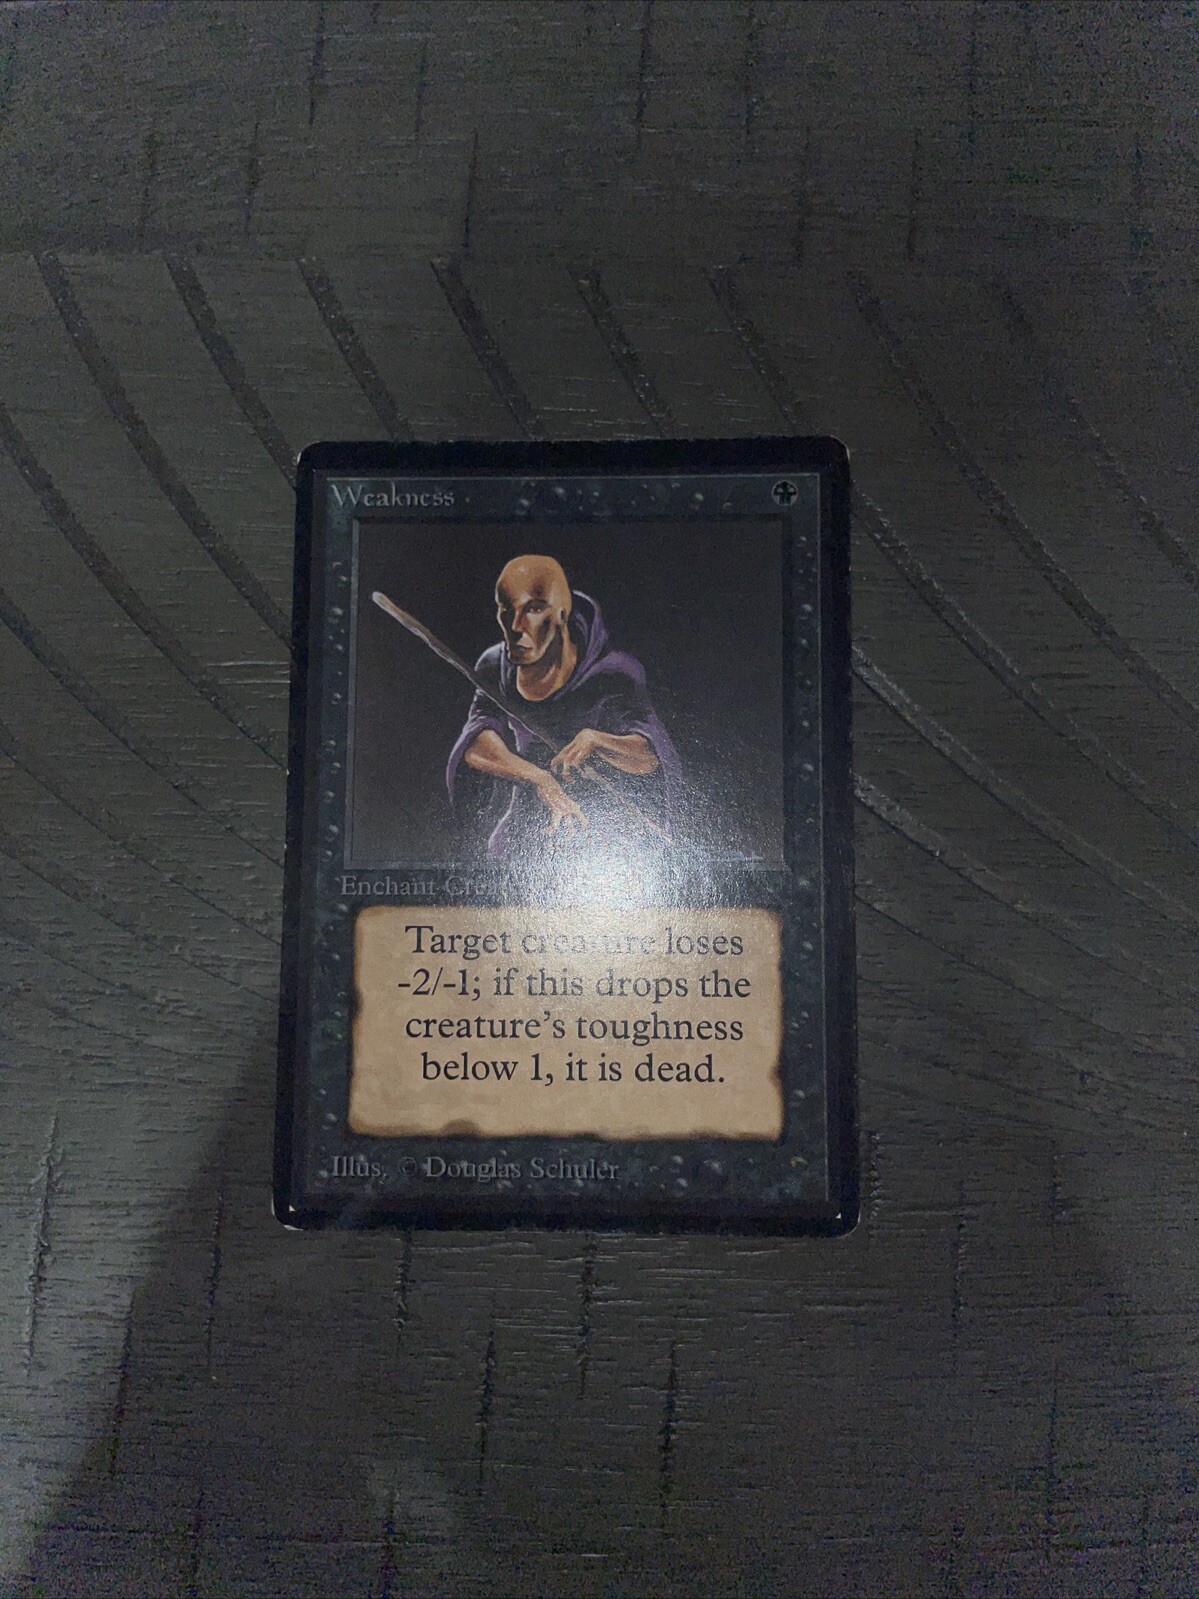 Weakness
Enchant Creature
Target creature loses
-2/-1; if this drops the
creature's toughness
below 1, it is dead.
Illus. © Douglas Schuler